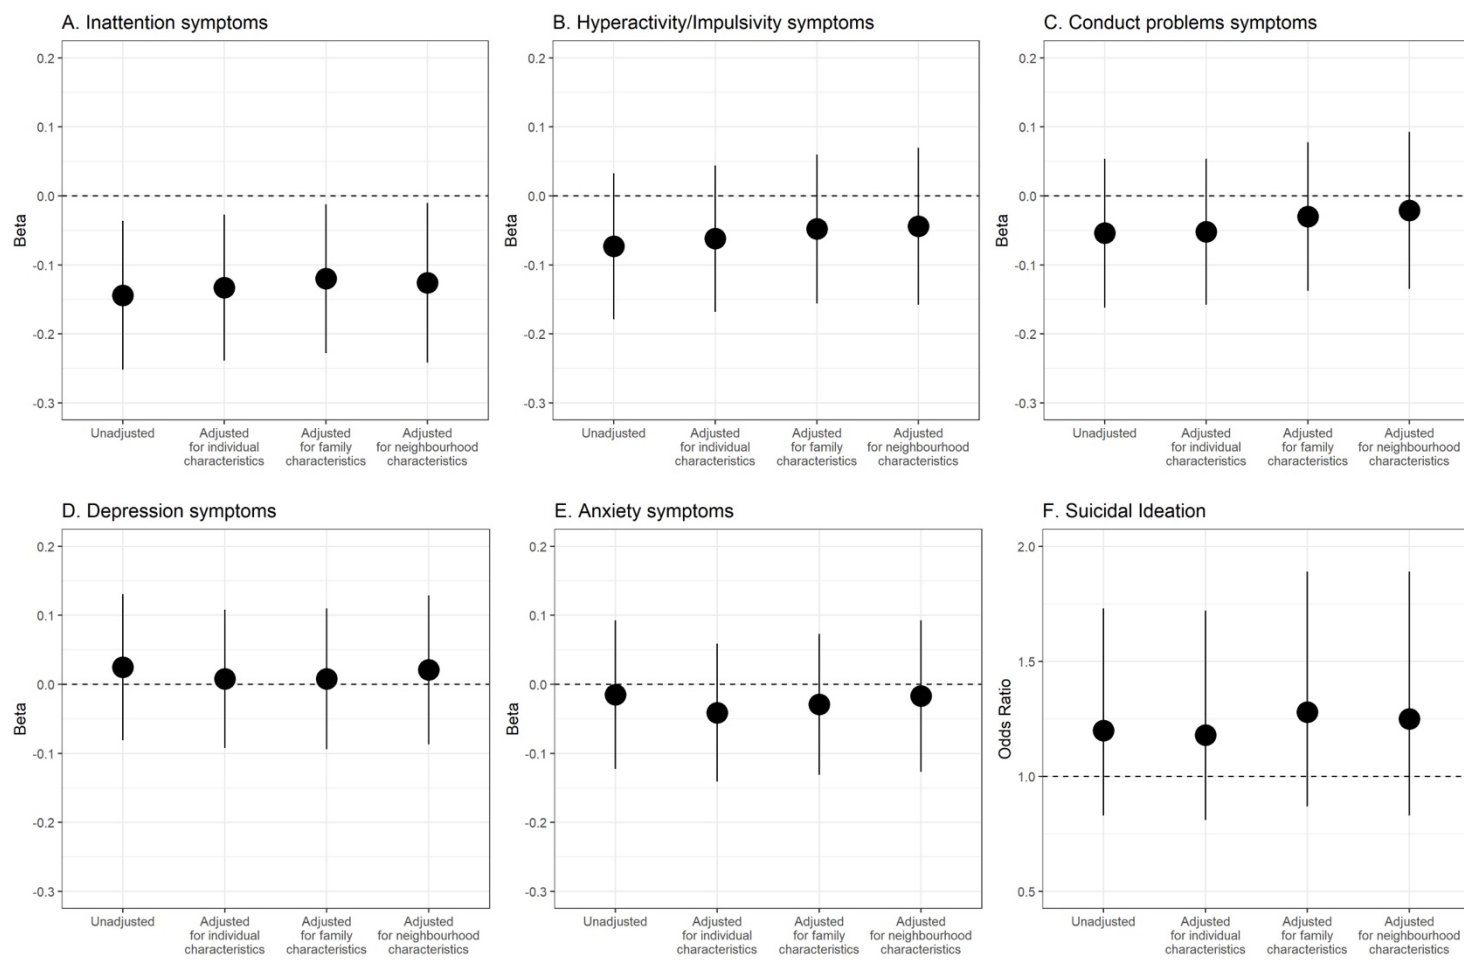 A. Inattention symptoms
0.2
0.1
0.0
-0.1
-0.2
-0.3
Beta
Unadjusted
Adjusted
for individual
characteristics
Adjusted
for family
characteristics
Adjusted
for neighbourhood
characteristics
B. Hyperactivity/Impulsivity symptoms
0.2
0.1
0.0
-0.1
-0.2
-0.3
Beta
Unadjusted
Adjusted
for individual
characteristics
Adjusted
for family
characteristics
Adjusted
for neighbourhood
characteristics
C. Conduct problems symptoms
0.2
0.1
0.0
-0.1
-0.2
-0.3
Beta
Unadjusted
Adjusted
for individual
characteristics
Adjusted
for family
characteristics
Adjusted
for neighbourhood
characteristics
D. Depression symptoms
0.2
0.1
0.0
-0.1
-0.2
-0.3
Beta
Unadjusted
Adjusted
for individual
characteristics
Adjusted
for family
characteristics
Adjusted
for neighbourhood
characteristics
E. Anxiety symptoms
0.2
0.1
0.0
-0.1
-0.2
-0.3
Beta
Unadjusted
Adjusted
for individual
characteristics
Adjusted
for family
characteristics
Adjusted
for neighbourhood
characteristics
F. Suicidal Ideation
2.0
1.5
1.0
0.5
Odds Ratio
Unadjusted
Adjusted
for individual
characteristics
Adjusted
for family
characteristics
Adjusted
for neighbourhood
characteristics